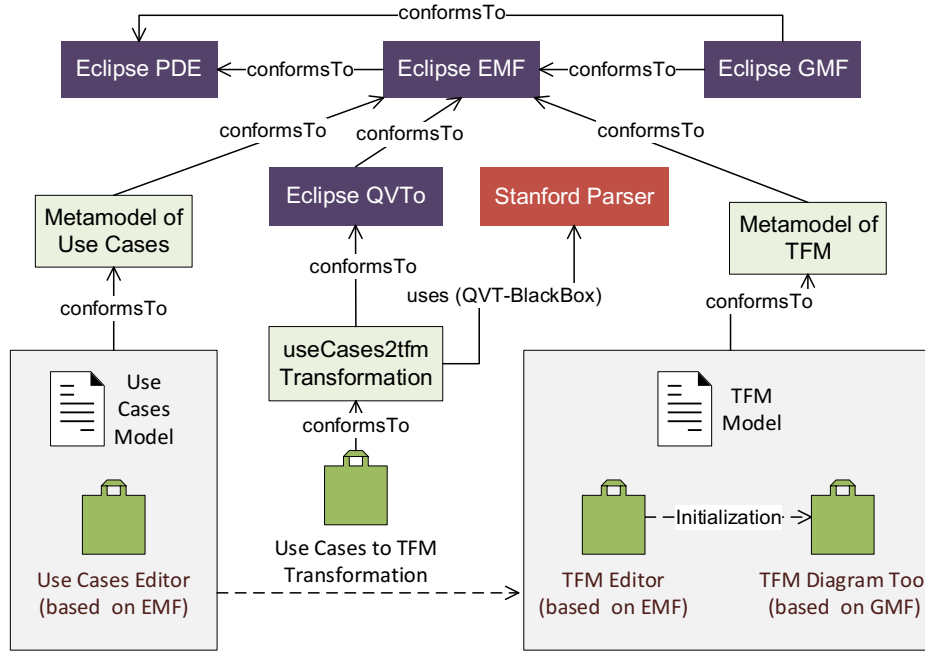 conformsTo
Eclipse PDE
conformsTo
Eclipse EMF
conformsTo
Eclipse GMF
conformsTo
conformsTo
conformsTo
Metamodel of
Use Cases
Eclipse QVTo
Stanford Parser
Metamodel of
TFM
conformsTo
conformsTo
uses (QVT-BlackBox)
conformsTo
useCases2tfm
Transformation
Use
Cases
Model
conformsTo
TFM
Model
Use Cases to TFM
Transformation
Initialization
Use Cases Editor
(based on EMF)
TFM Editor
(based on EMF)
TFM Diagram Too
(based on GMF)